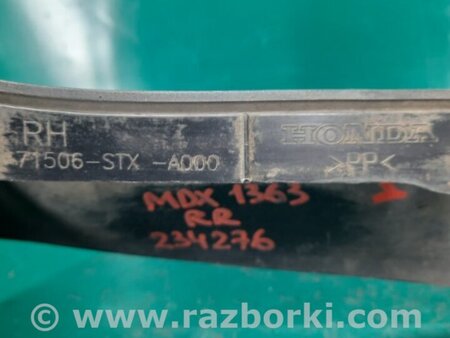 RH
71506-STX -A000
HONDA
>PP<
MDX 1363
RR
234276
© www.razborki.com